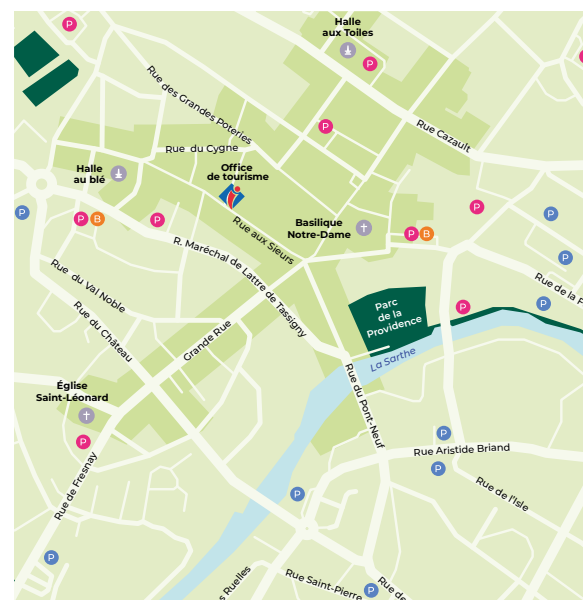 P
Halle
aux Toiles
P
P
Rue des Grandes Poteries
P
Rue Cazault
Rue du Cygne
Halle
au blé
Office
de tourisme
P
P
P
B
P
Rue aux Sieurs
Basilique
Notre-Dame
P
B
R. Maréchal de Lattre de Tassigny
P
Rue du Val Noble
Rue de la F
Parc
de la
Providence
P
P
Rue du Château
Grande Rue
La Sarthe
Église
Saint-Léonard
Rue du Pont-Neuf
P
P
Rue Aristide Briand
P
Rue de Fresnay
Rue de l'Isle
P
P
s Ruelles
Rue Saint-Pierre
P
Rue de